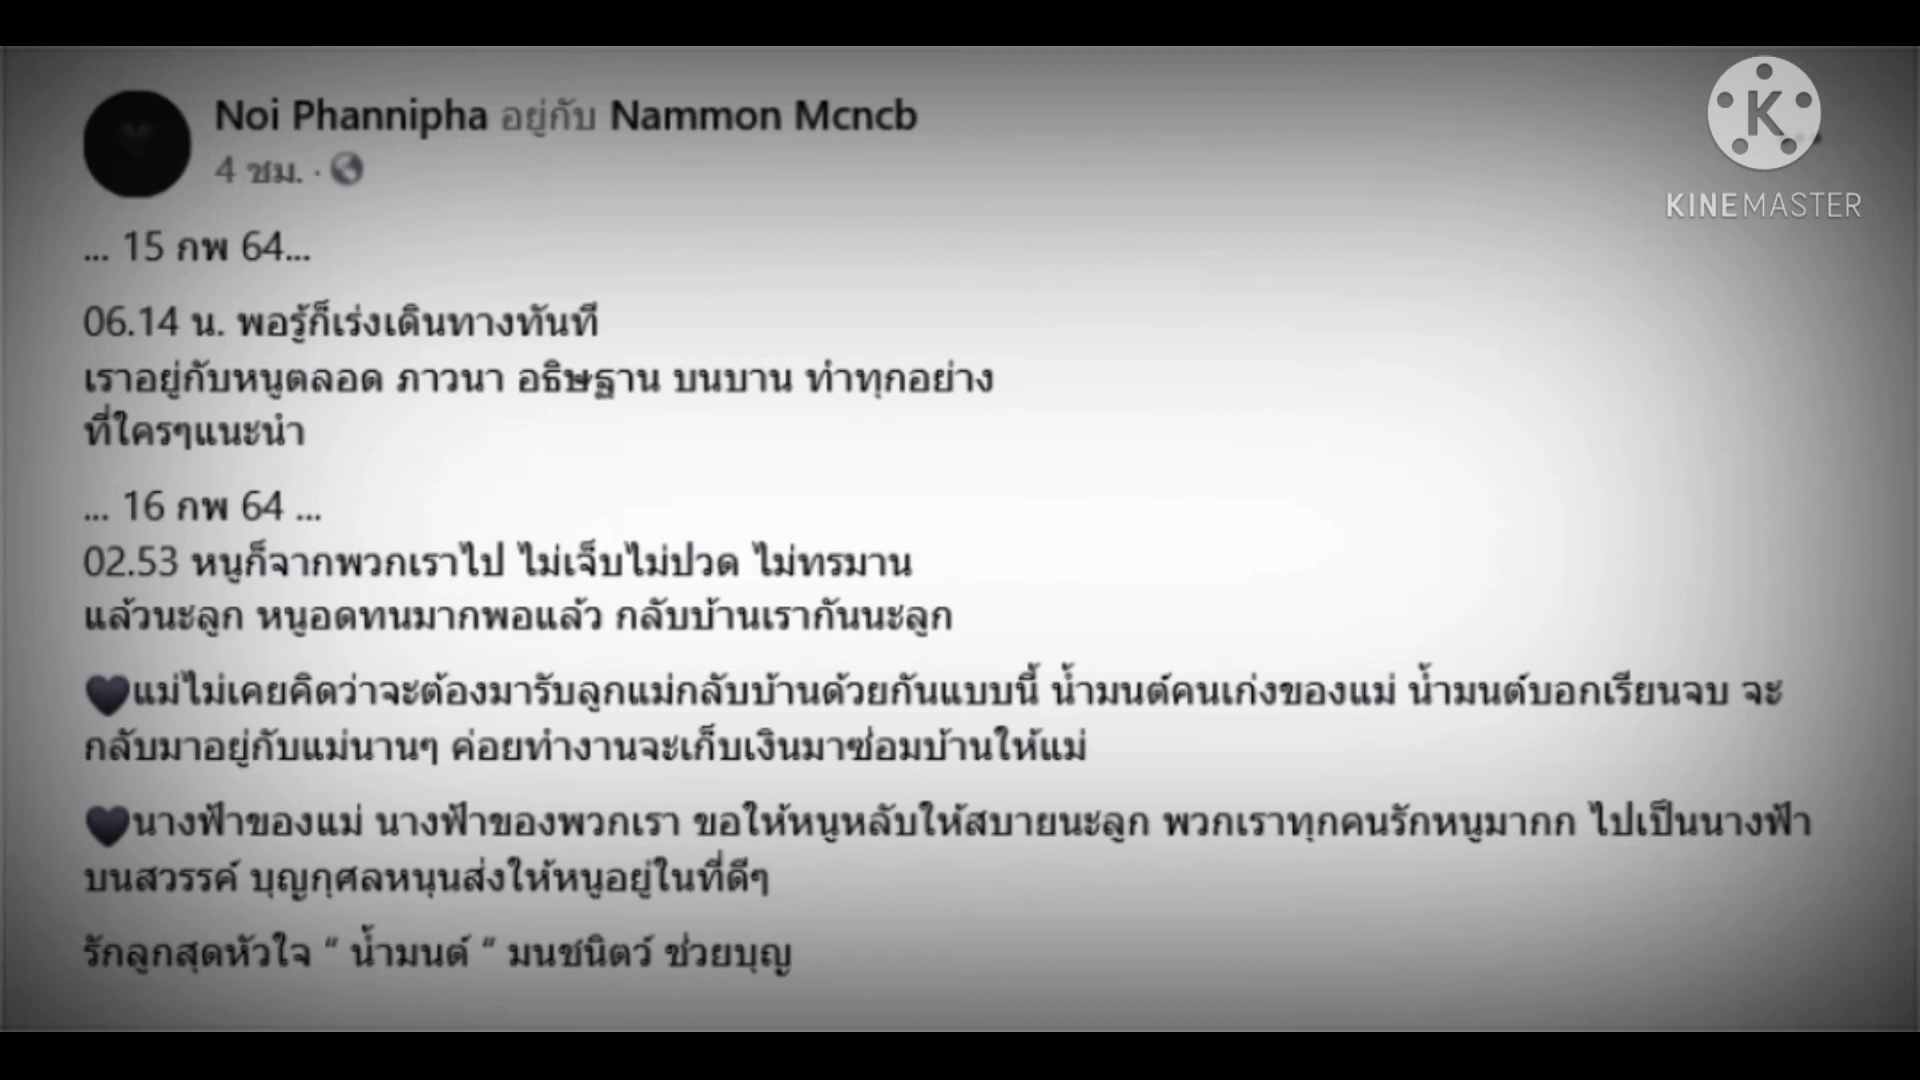 Noi Phannipha อยู่กับ Nammon Mcncb
4 ชม. ·
K
KINEMASTER
... 15 กพ 64...
06.14 น. พอรู้ก็เร่งเดินทางทันที
เราอยู่กับหนูตลอด ภาวนา อธิษฐาน บนบาน ทำทุกอย่าง
ที่ใครๆแนะนำ
... 16 กพ 64 ...
02.53 หนูก็จากพวกเราไป ไม่เจ็บไม่ปวด ไม่ทรมาน
แล้วนะลูก หนูอดทนมากพอแล้ว กลับบ้านเรากันนะลูก
🖤แม่ไม่เคยคิดว่าจะต้องมารับลูกแม่กลับบ้านด้วยกันแบบนี้ น้ำมนต์คนเก่งของแม่ น้ำมนต์บอกเรียนจบ จะ
กลับมาอยู่กับแม่นานๆ ค่อยทำงานจะเก็บเงินมาซ่อมบ้านให้แม่
🖤นางฟ้าของแม่ นางฟ้าของพวกเรา ขอให้หนูหลับให้สบายนะลูก พวกเราทุกคนรักหนูมากก ไปเป็นนางฟ้า
บนสวรรค์ บุญกุศลหนุนส่งให้หนูอยู่ในที่ดีๆ
รักลูกสุดหัวใจ “ น้ำมนต์ “ มนชนิตว์ ช่วยบุญ